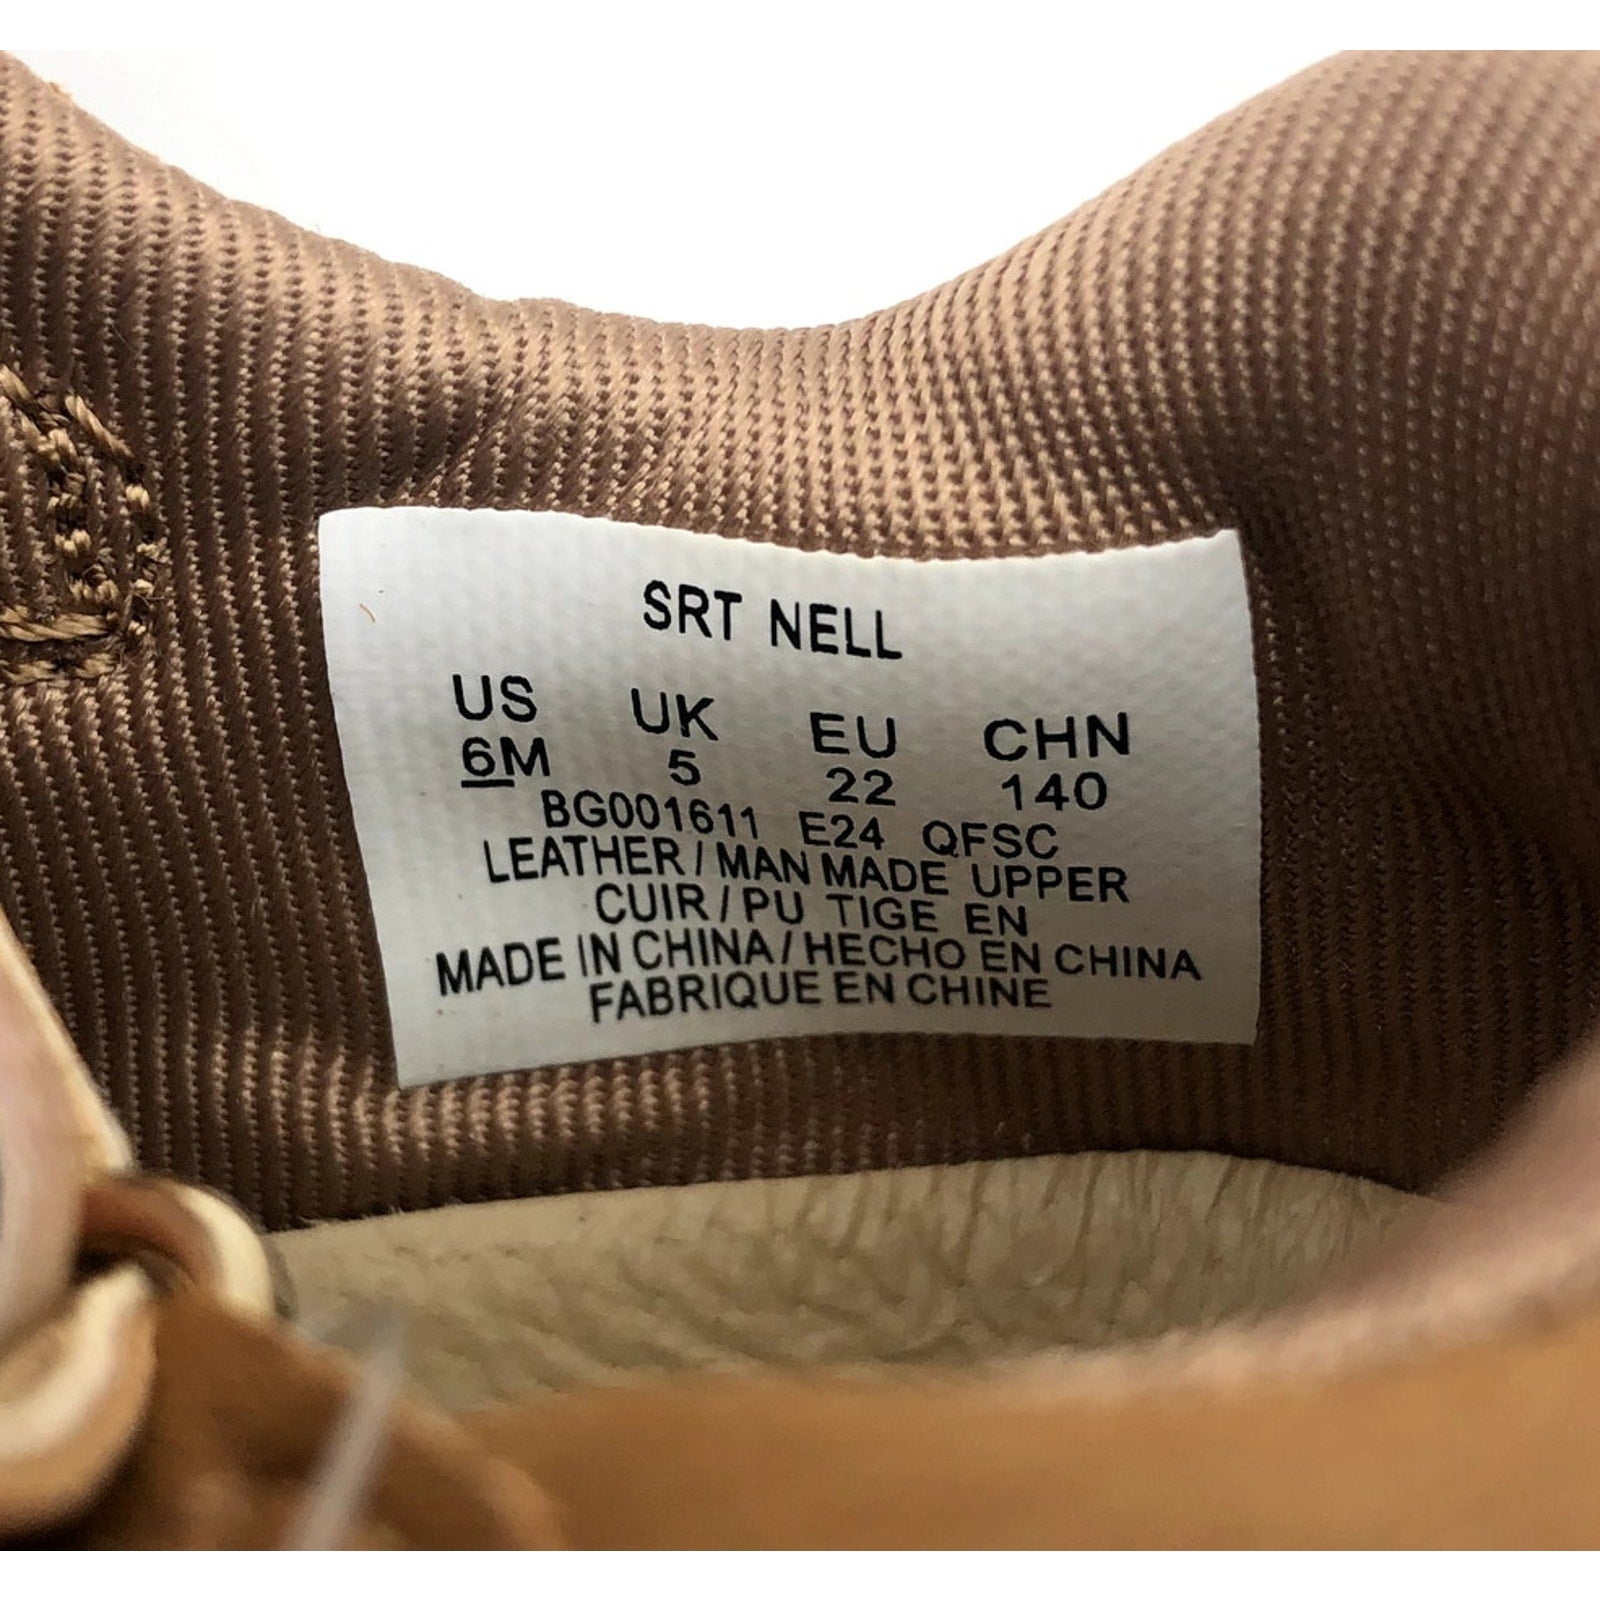 SRT NELL
US UK EU CHN
6M 5 22 140
BG001611 E24 QFSC
LEATHER / MAN MADE UPPER
CUIR / PU TIGE EN
MADE IN CHINA / HECHO EN CHINA
FABRIQUE EN CHINE